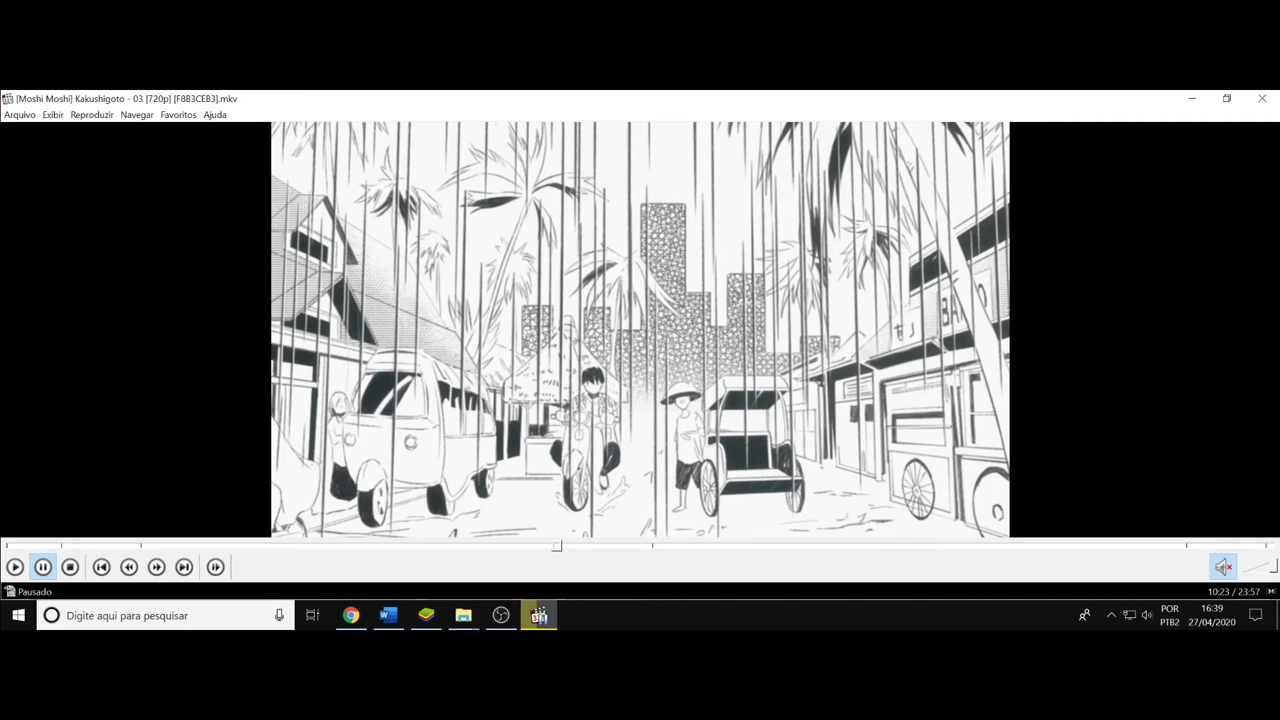 [Moshi Moshi] Kakushigoto - 03 [720p] [F8B3CEB3].mkv
Arquivo Exibir Reproduzir Navegar Favoritos Ajuda
Pausado
10:23 / 23:57
Digite aqui para pesquisar
POR
PTB2
16:39
27/04/2020